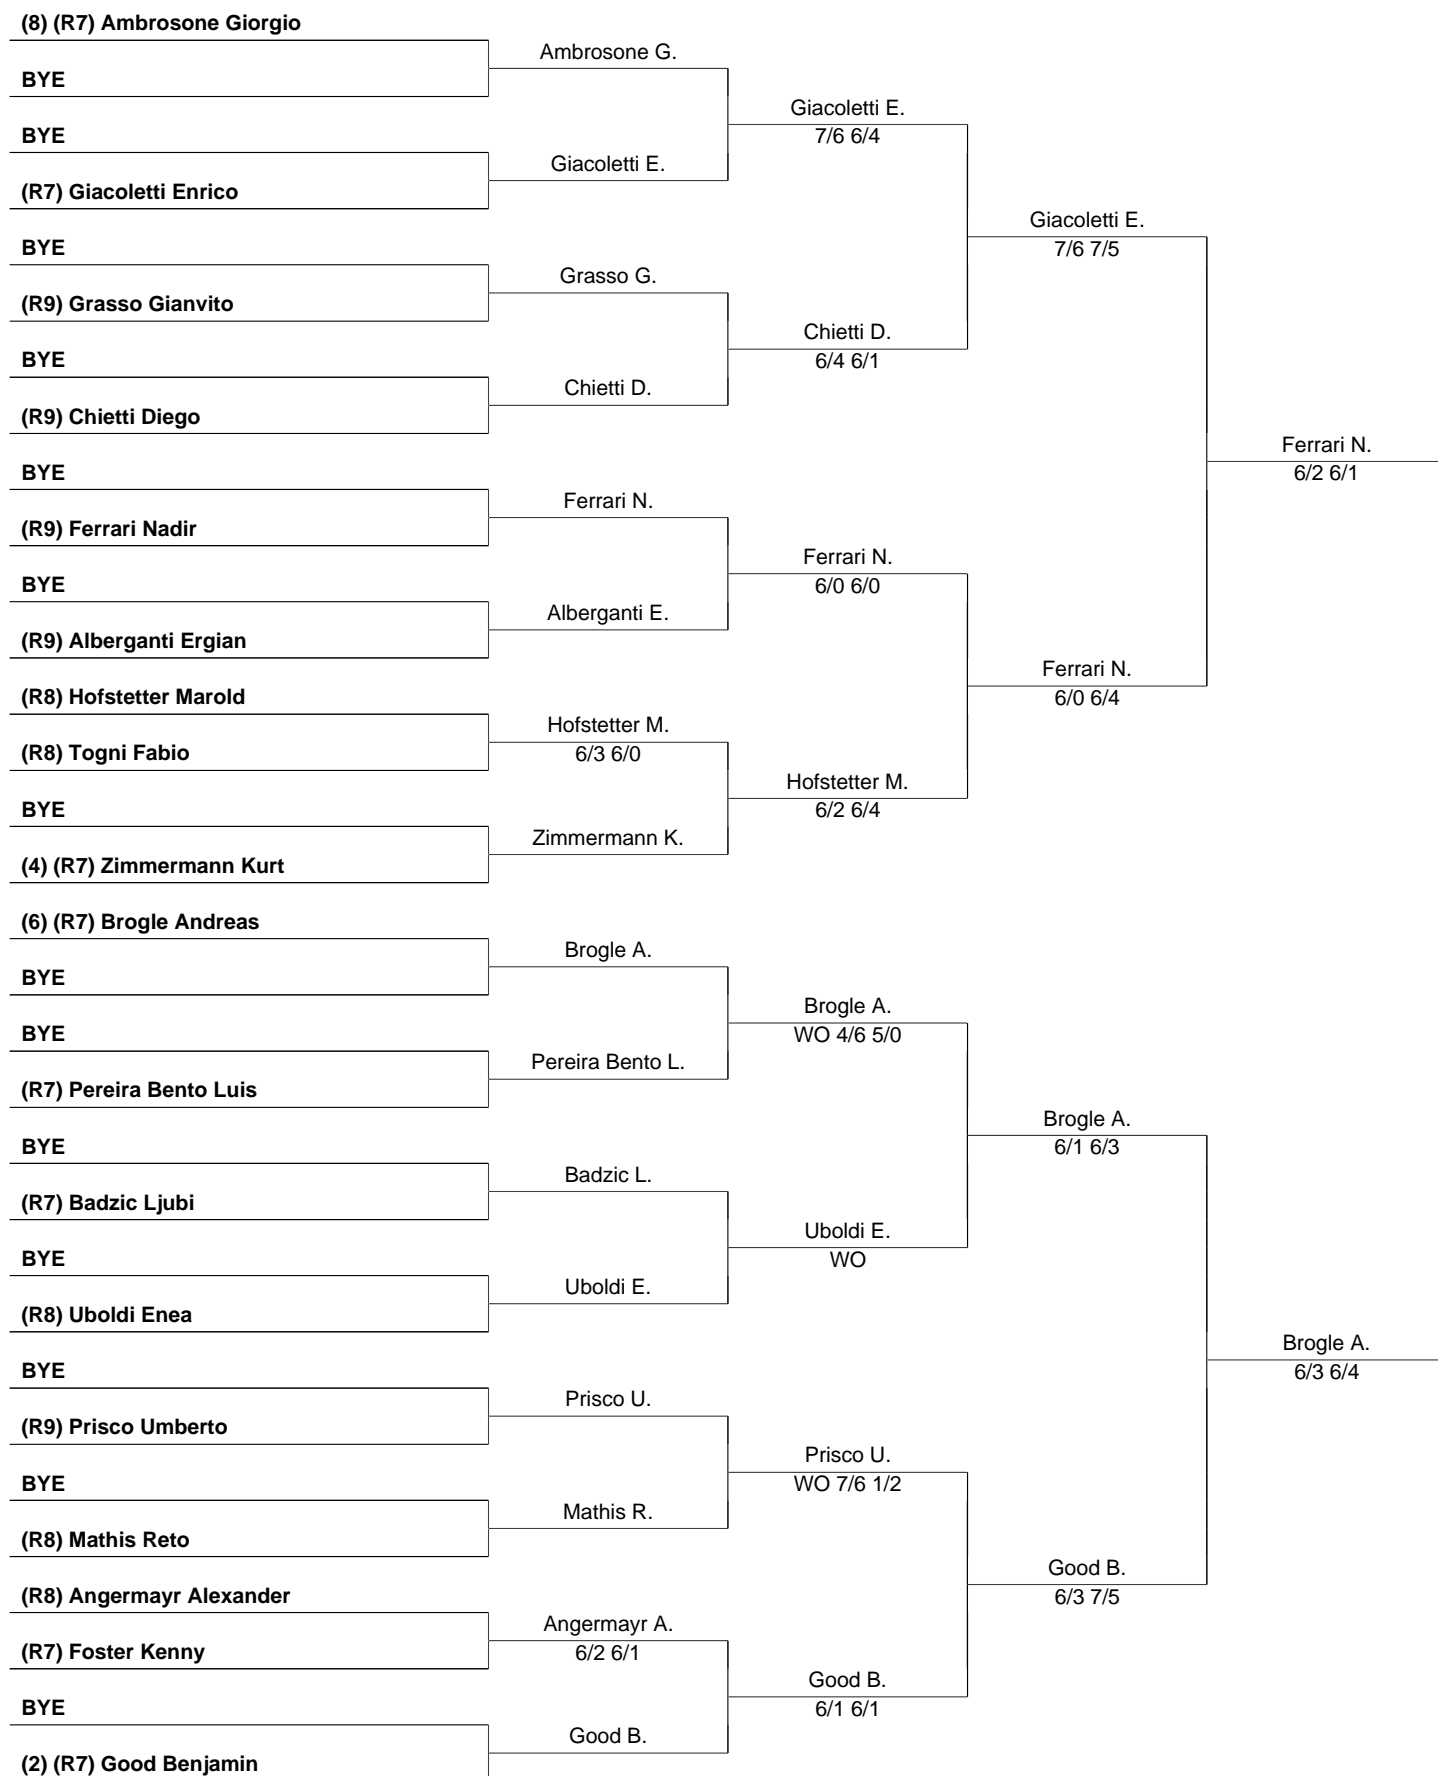 (8) (R7) Ambrosone Giorgio
Ambrosone G.
BYE
Giacoletti E.
BYE
7/6 6/4
Giacoletti E.
(R7) Giacoletti Enrico
Giacoletti E.
BYE
7/6 7/5
Grasso G.
(R9) Grasso Gianvito
Chietti D.
BYE
6/4 6/1
Chietti D.
(R9) Chietti Diego
Ferrari N.
BYE
6/2 6/1
Ferrari N.
(R9) Ferrari Nadir
Ferrari N.
BYE
6/0 6/0
Alberganti E.
(R9) Alberganti Ergian
Ferrari N.
(R8) Hofstetter Marold
6/0 6/4
Hofstetter M.
(R8) Togni Fabio
6/3 6/0
Hofstetter M.
BYE
6/2 6/4
Zimmermann K.
(4) (R7) Zimmermann Kurt
(6) (R7) Brogle Andreas
Brogle A.
BYE
Brogle A.
BYE
WO 4/6 5/0
Pereira Bento L.
(R7) Pereira Bento Luis
Brogle A.
BYE
6/1 6/3
Badzic L.
(R7) Badzic Ljubi
Uboldi E.
BYE
WO
Uboldi E.
(R8) Uboldi Enea
Brogle A.
BYE
6/3 6/4
Prisco U.
(R9) Prisco Umberto
Prisco U.
BYE
WO 7/6 1/2
Mathis R.
(R8) Mathis Reto
Good B.
(R8) Angermayr Alexander
6/3 7/5
Angermayr A.
(R7) Foster Kenny
6/2 6/1
Good B.
BYE
6/1 6/1
Good B.
(2) (R7) Good Benjamin